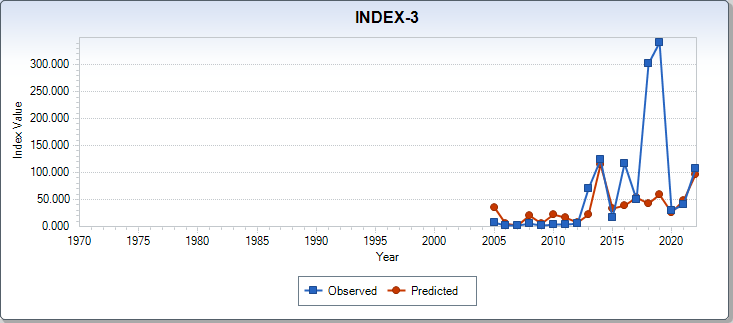 INDEX-3
Index Value
300.000
250.000
200.000
150.000
100.000
50.000
0.000
1970 1975 1980 1985 1990 1995 2000 2005 2010 2015 2020
Year
Observed Predicted